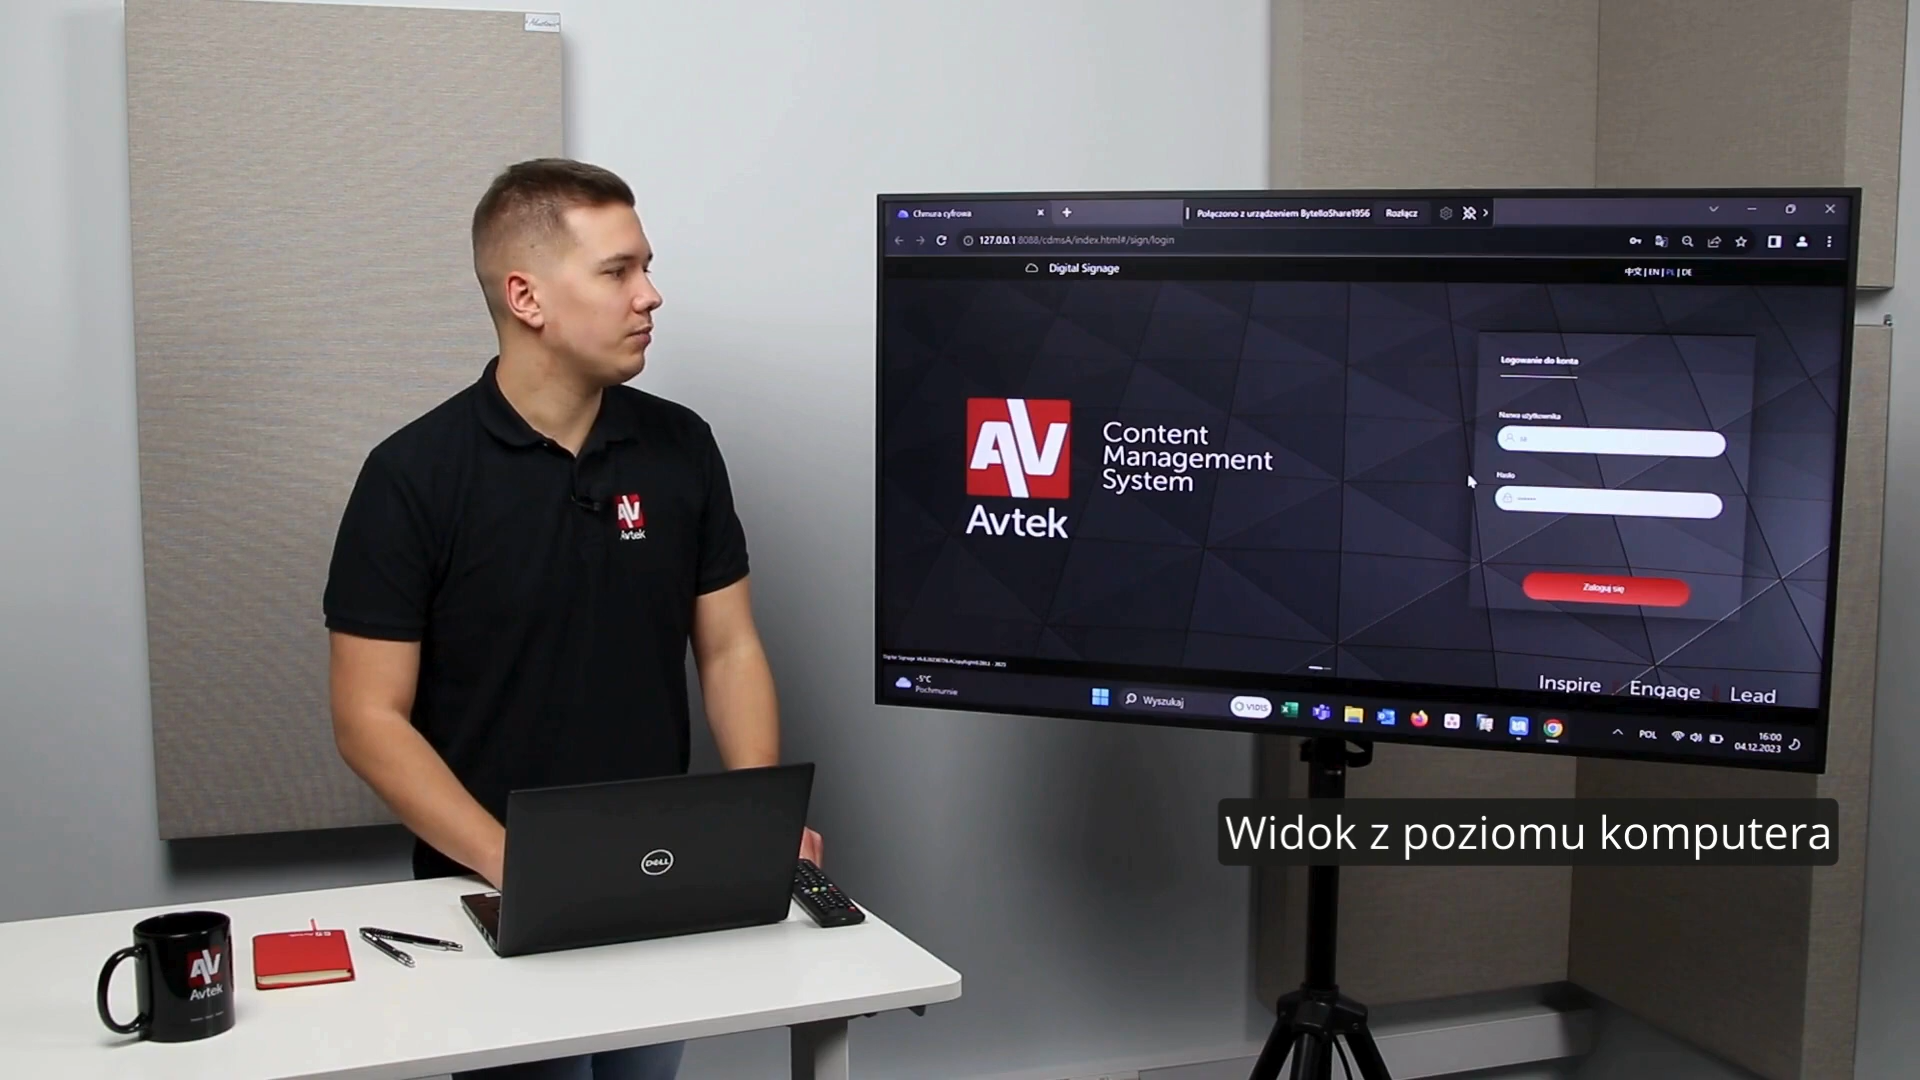 Chmura cyfrowa
Połączono z urządzeniem BytelloShare1956 Rozłącz
127.0.0.1:8088/cdmsA/index.html#/sign/login
Digital Signage
中文 | EN | PL | DE
Logowanie do konta
Nazwa użytkownika
Hasło
Zaloguj się
AV
Avtek
Content
Management
System
Inspire | Engage | Lead
-5°C
Pochmurnie
Wyszukaj
VIDIS
POL
16:00
04.12.2023
Widok z poziomu komputera
AV
Avtek
DELL
AV
Avtek